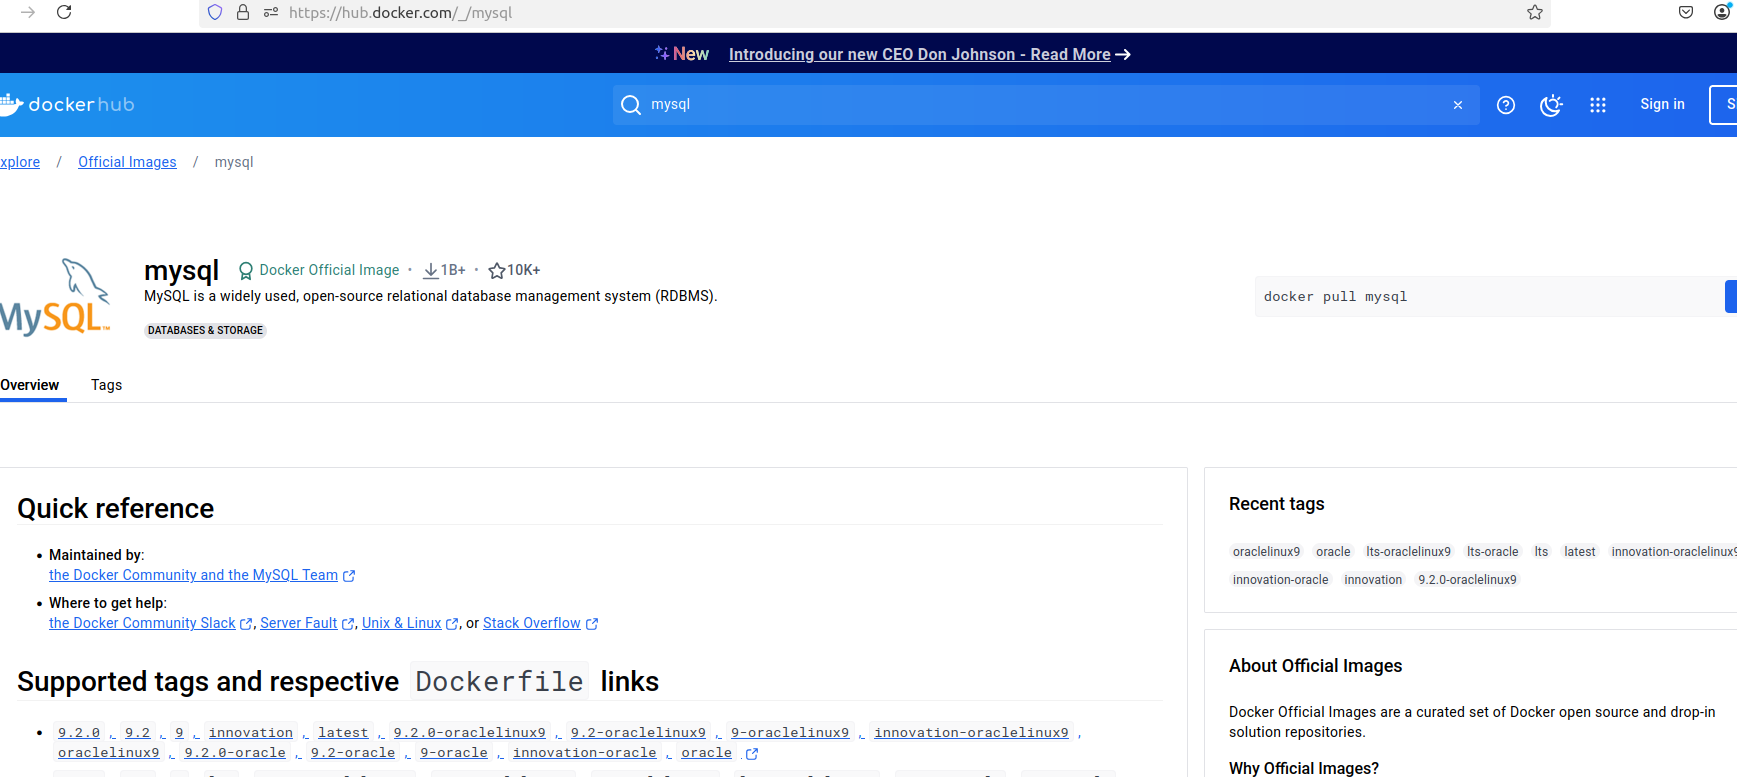 https://hub.docker.com/_/mysql
New Introducing our new CEO Don Johnson - Read More →
dockerhub
mysql
Sign in
xplore / Official Images / mysql
MySQL™
mysql Docker Official Image • 1B+ • 10K+
MySQL is a widely used, open-source relational database management system (RDBMS).
DATABASES & STORAGE
docker pull mysql
Overview Tags
Quick reference
• Maintained by:
the Docker Community and the MySQL Team
• Where to get help:
the Docker Community Slack, Server Fault, Unix & Linux, or Stack Overflow
Supported tags and respective Dockerfile links
• 9.2.0, 9.2, 9, innovation, latest, 9.2.0-oraclelinux9, 9.2-oraclelinux9, 9-oraclelinux9, innovation-oraclelinux9,
oraclelinux9, 9.2.0-oracle, 9.2-oracle, 9-oracle, innovation-oracle, oracle
Recent tags
oraclelinux9 oracle lts-oraclelinux9 lts-oracle lts latest innovation-oraclelinux9
innovation-oracle innovation 9.2.0-oraclelinux9
About Official Images
Docker Official Images are a curated set of Docker open source and drop-in
solution repositories.
Why Official Images?